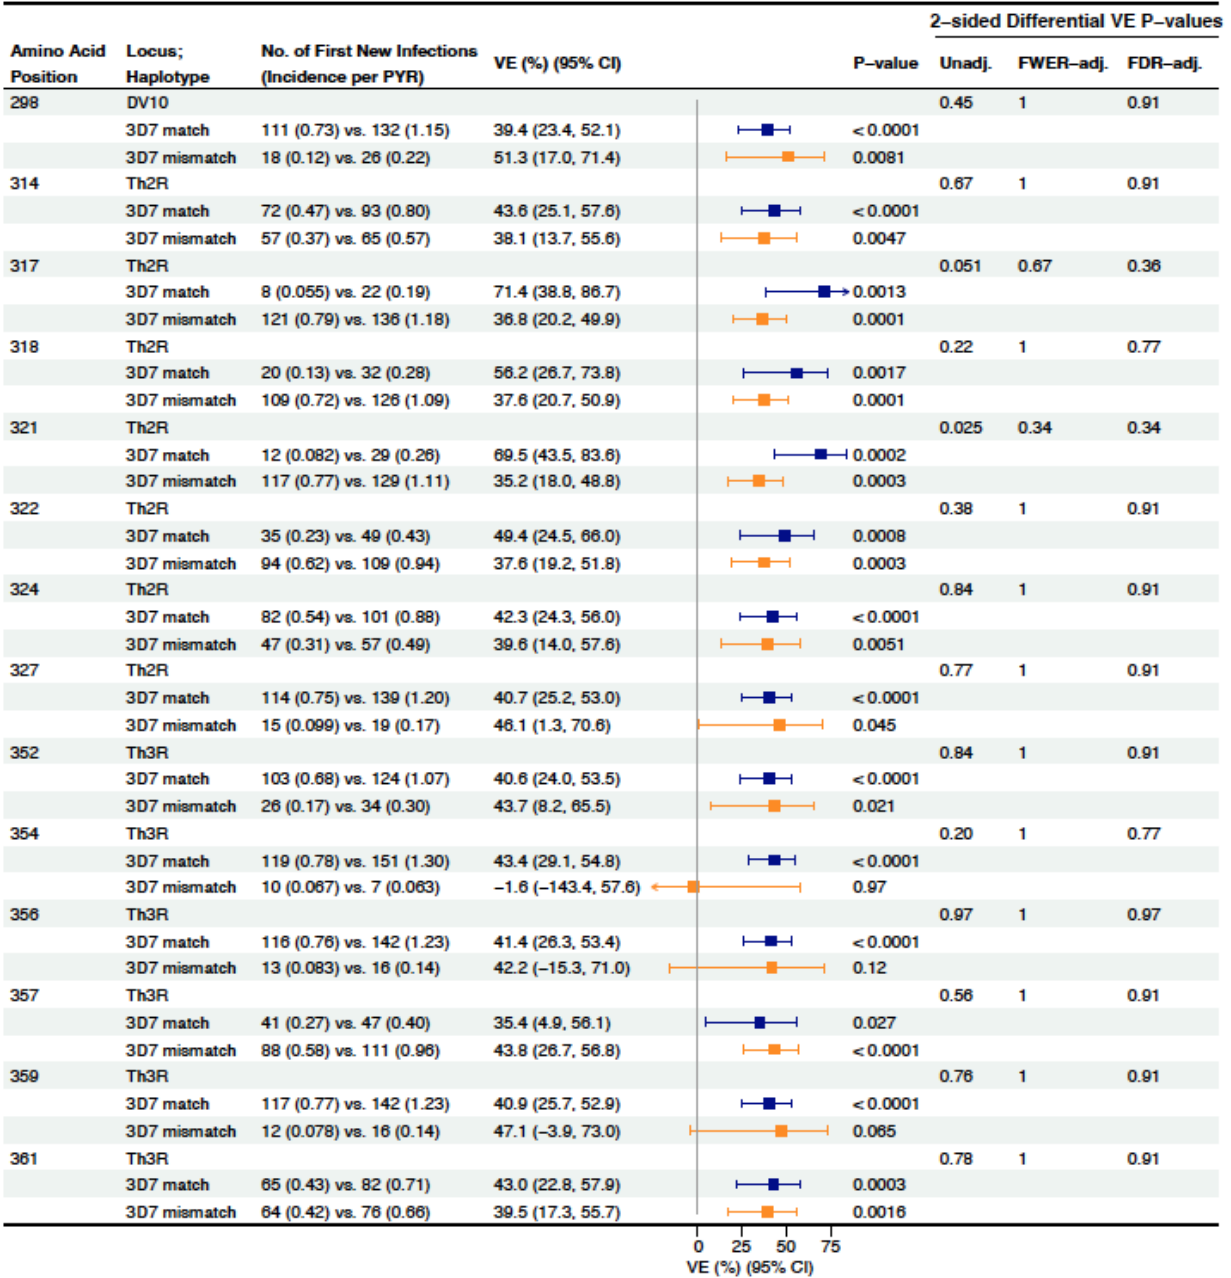 2–sided Differential VE P–values
Amino Acid Position Locus; Haplotype No. of First New Infections (Incidence per PYR) VE (%) (95% CI) P–value Unadj. FWER–adj. FDR–adj.
298 DV10 0.45 1 0.91
3D7 match 111 (0.73) vs. 132 (1.15) 39.4 (23.4, 52.1) < 0.0001
3D7 mismatch 18 (0.12) vs. 26 (0.22) 51.3 (17.0, 71.4) 0.0081
314 Th2R 0.67 1 0.91
3D7 match 72 (0.47) vs. 93 (0.80) 43.6 (25.1, 57.6) < 0.0001
3D7 mismatch 57 (0.37) vs. 65 (0.57) 38.1 (13.7, 55.6) 0.0047
317 Th2R 0.051 0.67 0.36
3D7 match 8 (0.055) vs. 22 (0.19) 71.4 (38.8, 86.7) 0.0013
3D7 mismatch 121 (0.79) vs. 136 (1.18) 36.8 (20.2, 49.9) 0.0001
318 Th2R 0.22 1 0.77
3D7 match 20 (0.13) vs. 32 (0.28) 56.2 (26.7, 73.8) 0.0017
3D7 mismatch 109 (0.72) vs. 126 (1.09) 37.6 (20.7, 50.9) 0.0001
321 Th2R 0.025 0.34 0.34
3D7 match 12 (0.082) vs. 29 (0.26) 69.5 (43.5, 83.6) 0.0002
3D7 mismatch 117 (0.77) vs. 129 (1.11) 35.2 (18.0, 48.8) 0.0003
322 Th2R 0.38 1 0.91
3D7 match 35 (0.23) vs. 49 (0.43) 49.4 (24.5, 66.0) 0.0008
3D7 mismatch 94 (0.62) vs. 109 (0.94) 37.6 (19.2, 51.8) 0.0003
324 Th2R 0.84 1 0.91
3D7 match 82 (0.54) vs. 101 (0.88) 42.3 (24.3, 56.0) < 0.0001
3D7 mismatch 47 (0.31) vs. 57 (0.49) 39.6 (14.0, 57.6) 0.0051
327 Th2R 0.77 1 0.91
3D7 match 114 (0.75) vs. 139 (1.20) 40.7 (25.2, 53.0) < 0.0001
3D7 mismatch 15 (0.099) vs. 19 (0.17) 46.1 (1.3, 70.6) 0.045
352 Th3R 0.84 1 0.91
3D7 match 103 (0.68) vs. 124 (1.07) 40.6 (24.0, 53.5) < 0.0001
3D7 mismatch 26 (0.17) vs. 34 (0.30) 43.7 (8.2, 65.5) 0.021
354 Th3R 0.20 1 0.77
3D7 match 119 (0.78) vs. 151 (1.30) 43.4 (29.1, 54.8) < 0.0001
3D7 mismatch 10 (0.067) vs. 7 (0.063) −1.6 (−143.4, 57.6) 0.97
356 Th3R 0.97 1 0.97
3D7 match 116 (0.76) vs. 142 (1.23) 41.4 (26.3, 53.4) < 0.0001
3D7 mismatch 13 (0.083) vs. 16 (0.14) 42.2 (−15.3, 71.0) 0.12
357 Th3R 0.56 1 0.91
3D7 match 41 (0.27) vs. 47 (0.40) 35.4 (4.9, 56.1) 0.027
3D7 mismatch 88 (0.58) vs. 111 (0.96) 43.8 (26.7, 56.8) < 0.0001
359 Th3R 0.76 1 0.91
3D7 match 117 (0.77) vs. 142 (1.23) 40.9 (25.7, 52.9) < 0.0001
3D7 mismatch 12 (0.078) vs. 16 (0.14) 47.1 (−3.9, 73.0) 0.065
361 Th3R 0.78 1 0.91
3D7 match 65 (0.43) vs. 82 (0.71) 43.0 (22.8, 57.9) 0.0003
3D7 mismatch 64 (0.42) vs. 76 (0.66) 39.5 (17.3, 55.7) 0.0016
0 25 50 75
VE (%) (95% CI)